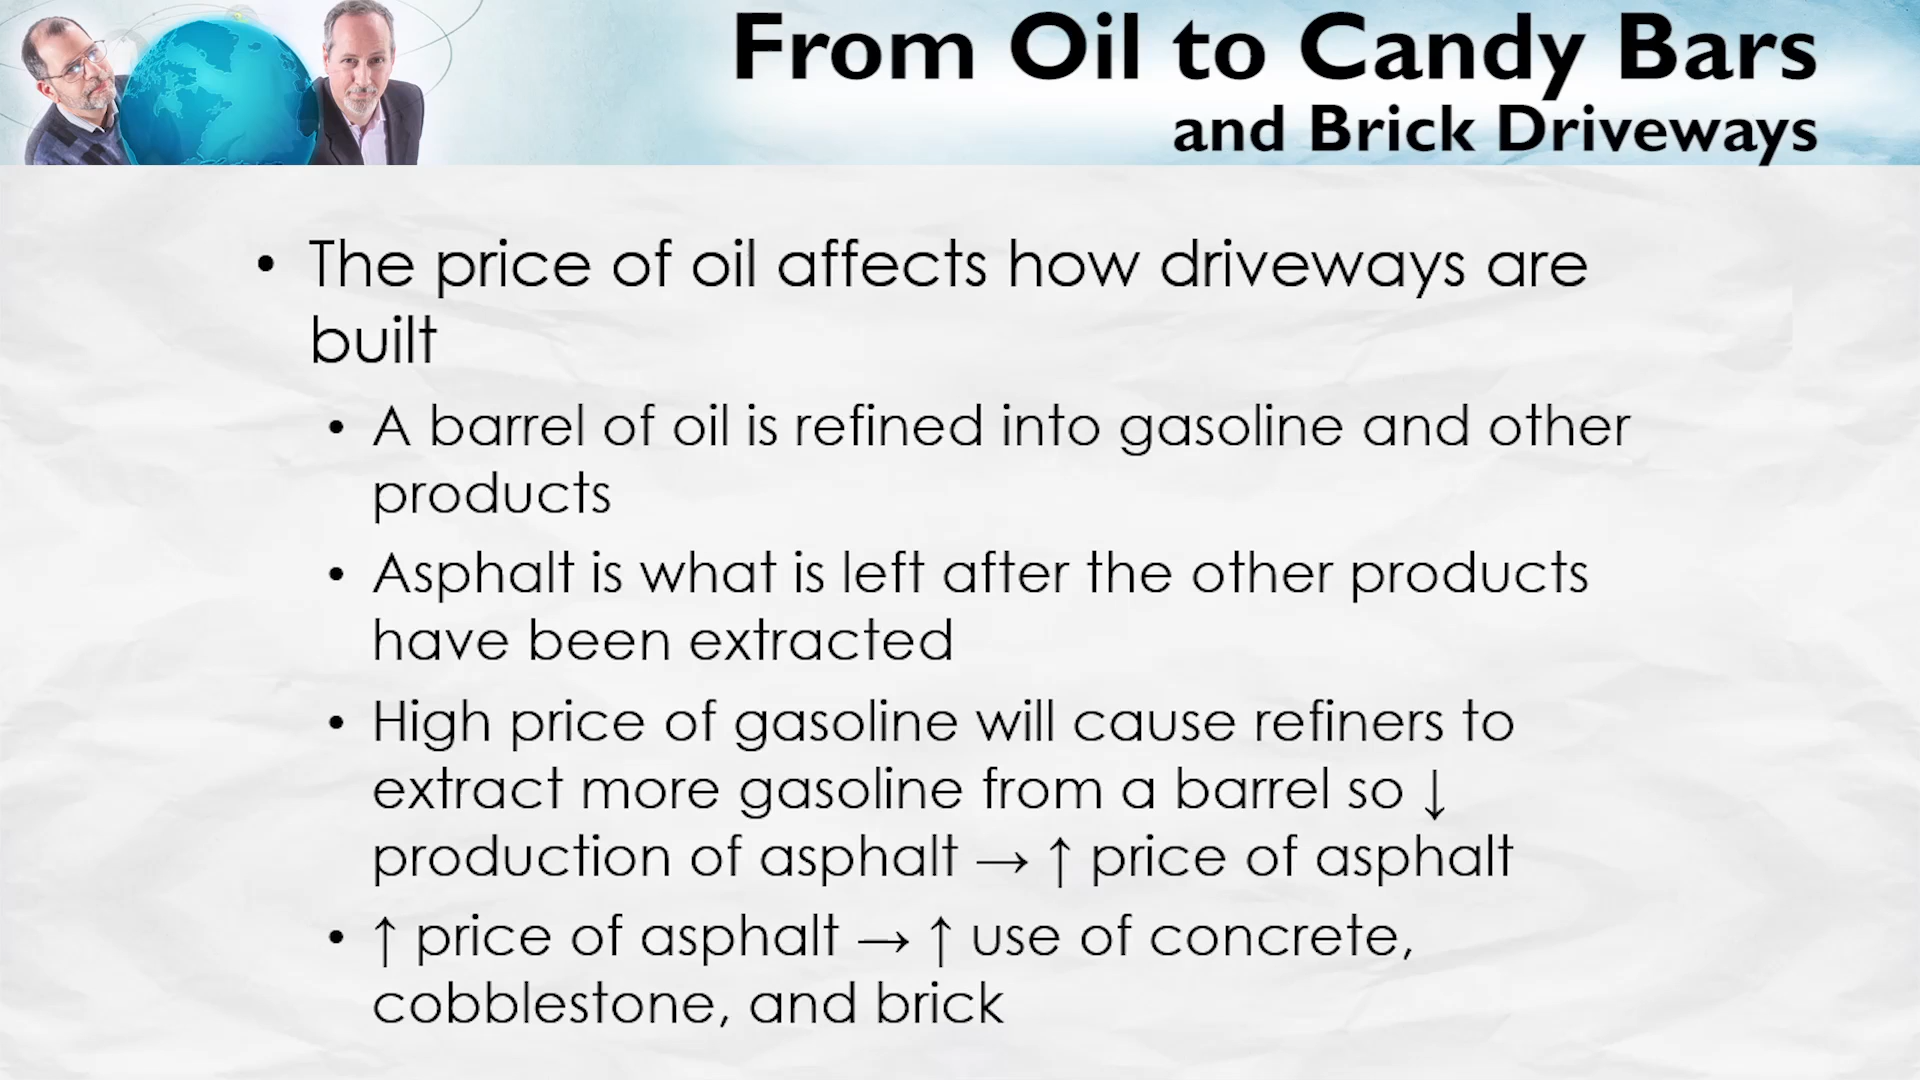 From Oil to Candy Bars
and Brick Driveways
• The price of oil affects how driveways are
built
• A barrel of oil is refined into gasoline and other
products
• Asphalt is what is left after the other products
have been extracted
• High price of gasoline will cause refiners to
extract more gasoline from a barrel so ↓
production of asphalt → ↑ price of asphalt
• ↑ price of asphalt → ↑ use of concrete,
cobblestone, and brick